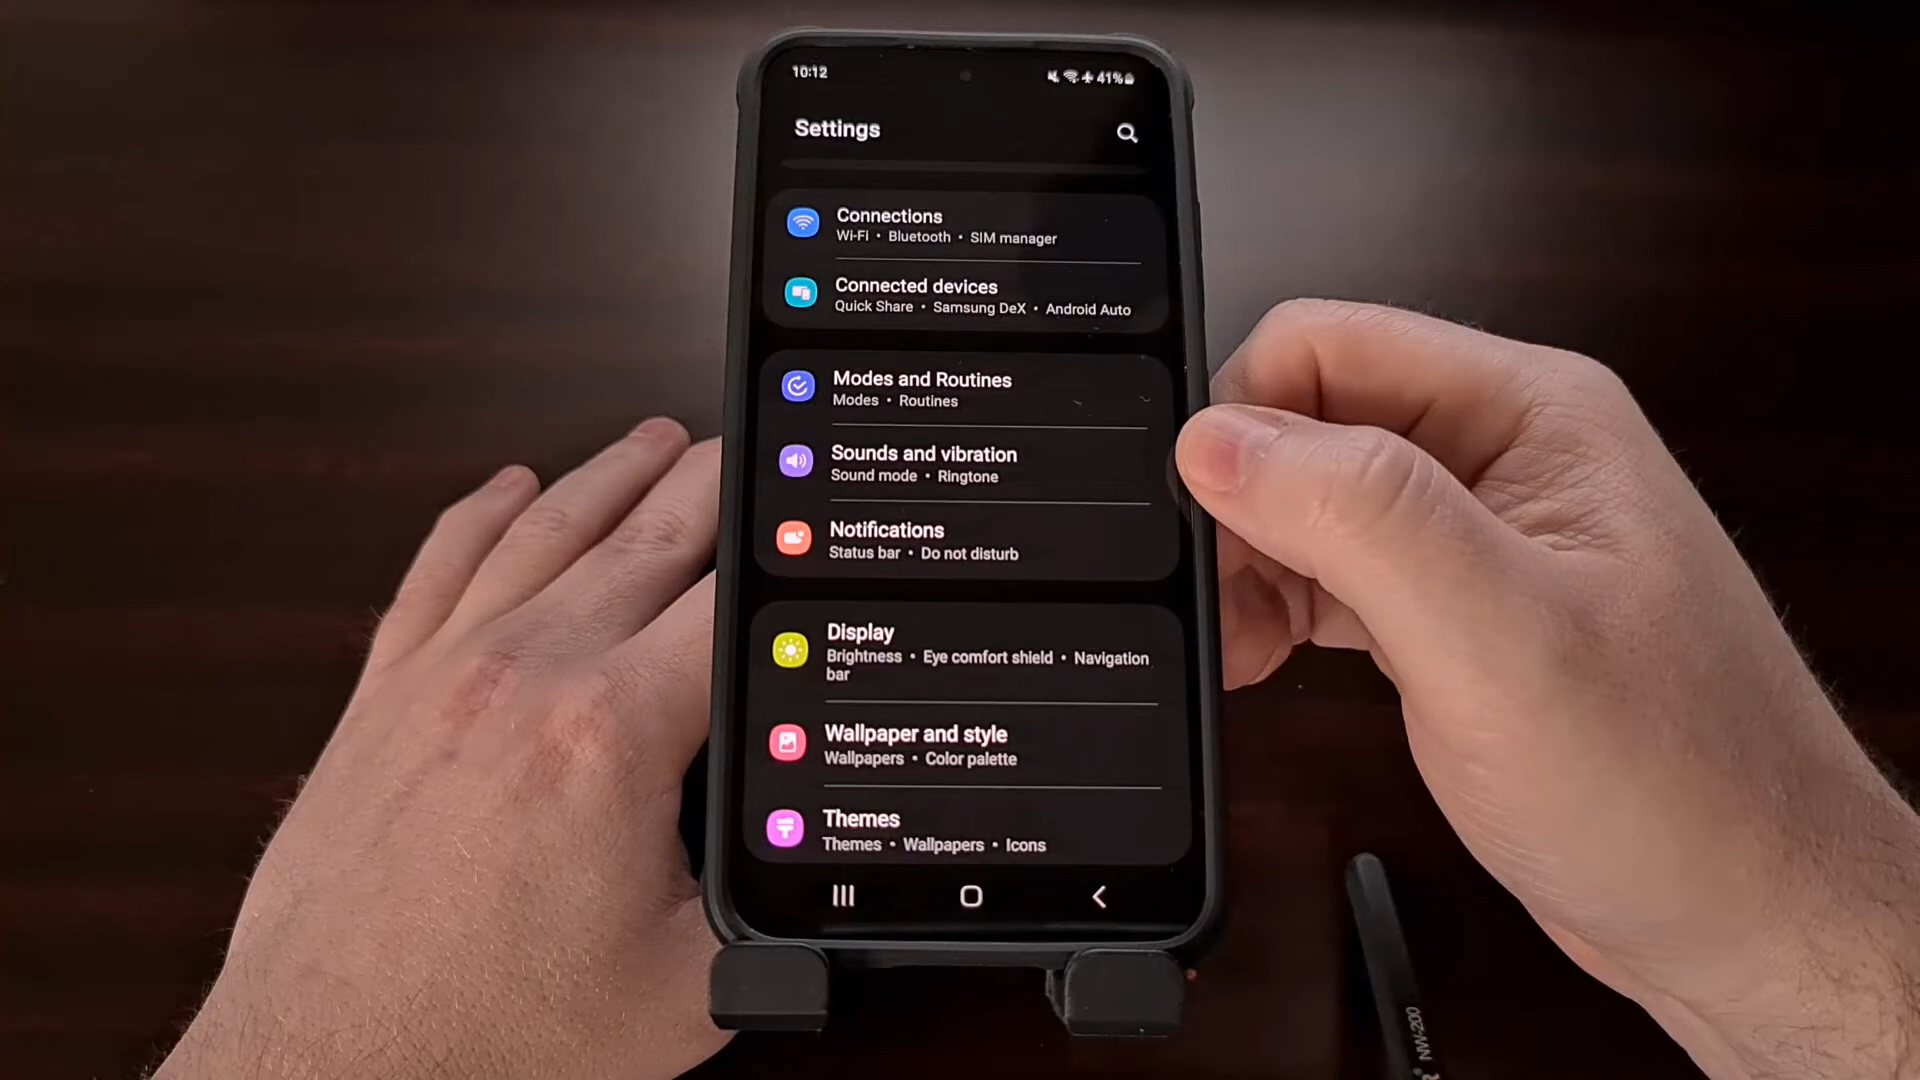 10:12
41%
Settings
Connections
Wi-Fi • Bluetooth • SIM manager
Connected devices
Quick Share • Samsung DeX • Android Auto
Modes and Routines
Modes • Routines
Sounds and vibration
Sound mode • Ringtone
Notifications
Status bar • Do not disturb
Display
Brightness • Eye comfort shield • Navigation
bar
Wallpaper and style
Wallpapers • Color palette
Themes
Themes • Wallpapers • Icons
NW-200